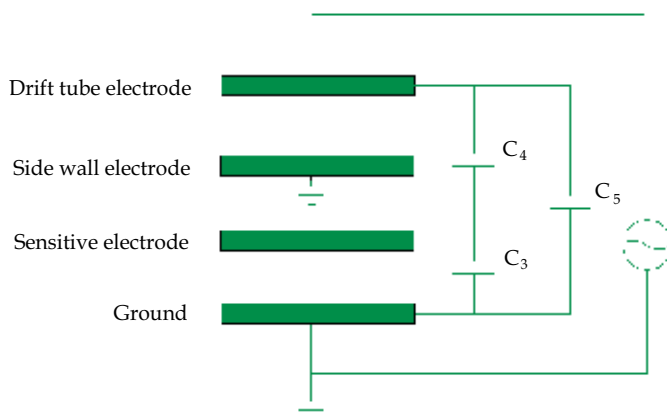 Drift tube electrode
C4
Side wall electrode
C5
Sensitive electrode
C3
Ground